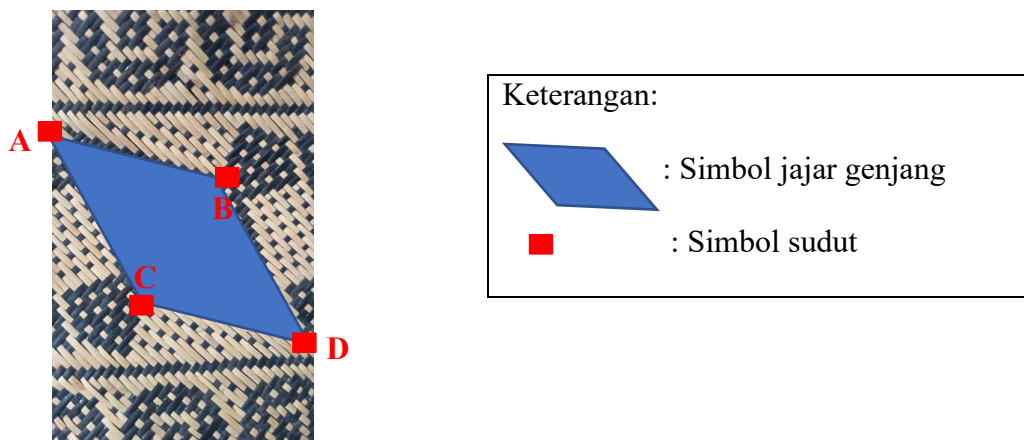 A
B
C
D
Keterangan:
: Simbol jajar genjang
: Simbol sudut